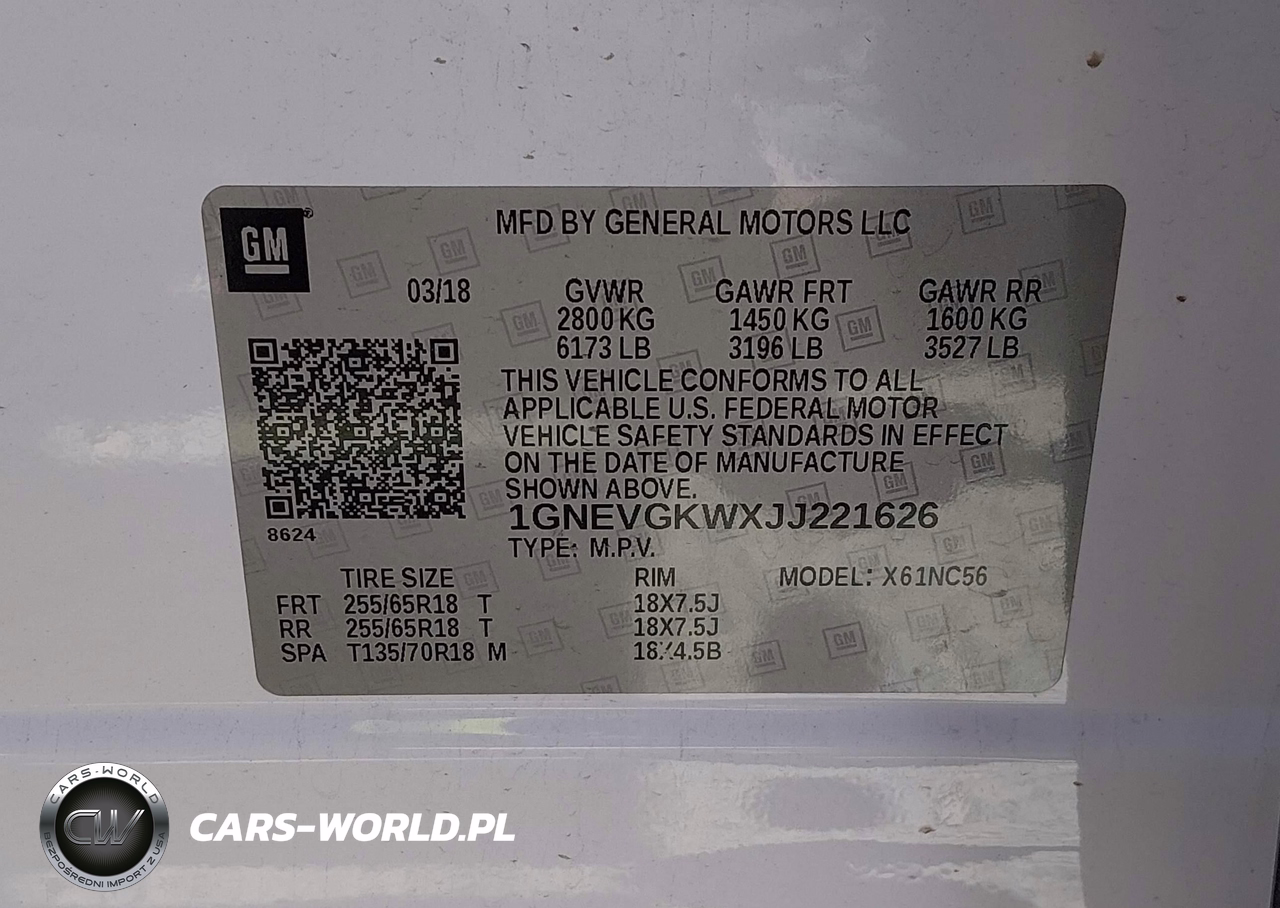 GM
MFD BY GENERAL MOTORS LLC
03/18 GVWR GAWR FRT GAWR RR
2800 KG 1450 KG 1600 KG
6173 LB 3196 LB 3527 LB
THIS VEHICLE CONFORMS TO ALL
APPLICABLE U.S. FEDERAL MOTOR
VEHICLE SAFETY STANDARDS IN EFFECT
ON THE DATE OF MANUFACTURE
SHOWN ABOVE.
8624
1GNEVGKWXJJ221626
TYPE: M.P.V.
TIRE SIZE RIM MODEL: X61NC56
FRT 255/65R18 T 18X7.5J
RR 255/65R18 T 18X7.5J
SPA T135/70R18 M 18X4.5B
CARS-WORLD
CW
BEZPOŚREDNI IMPORT Z USA
CARS-WORLD.PL